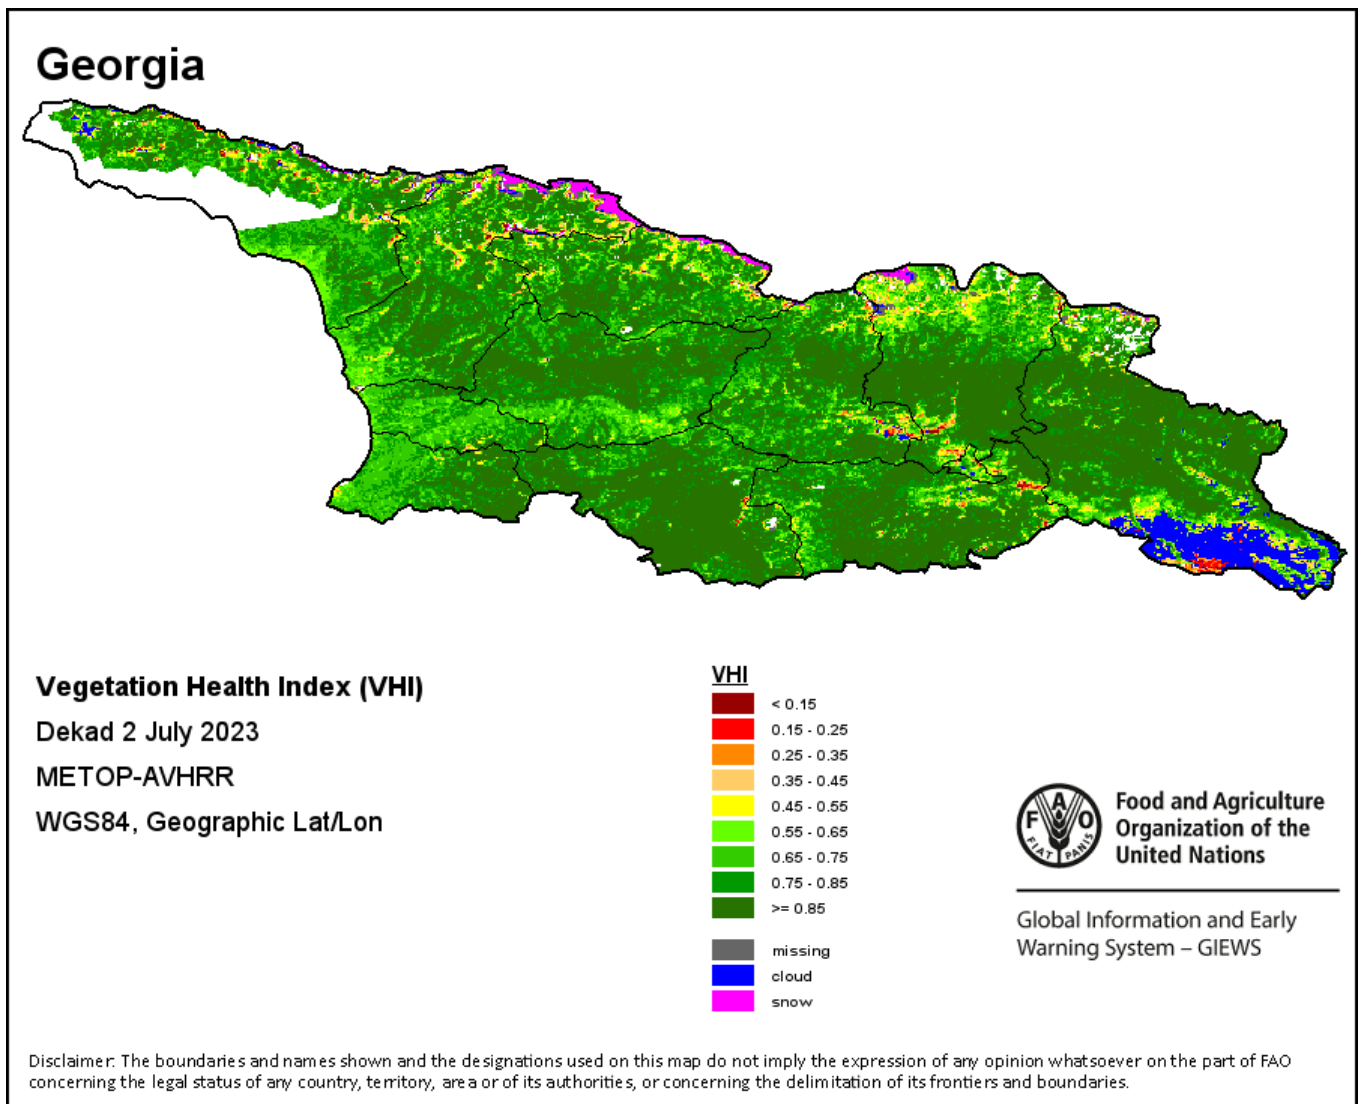 Georgia
Vegetation Health Index (VHI)
Dekad 2 July 2023
METOP-AVHRR
WGS84, Geographic Lat/Lon
VHI
< 0.15
0.15 - 0.25
0.25 - 0.35
0.35 - 0.45
0.45 - 0.55
0.55 - 0.65
0.65 - 0.75
0.75 - 0.85
>= 0.85
missing
cloud
snow
F A O
FIAT PANIS
Food and Agriculture
Organization of the
United Nations
Global Information and Early
Warning System – GIEWS
Disclaimer: The boundaries and names shown and the designations used on this map do not imply the expression of any opinion whatsoever on the part of FAO
concerning the legal status of any country, territory, area or of its authorities, or concerning the delimitation of its frontiers and boundaries.